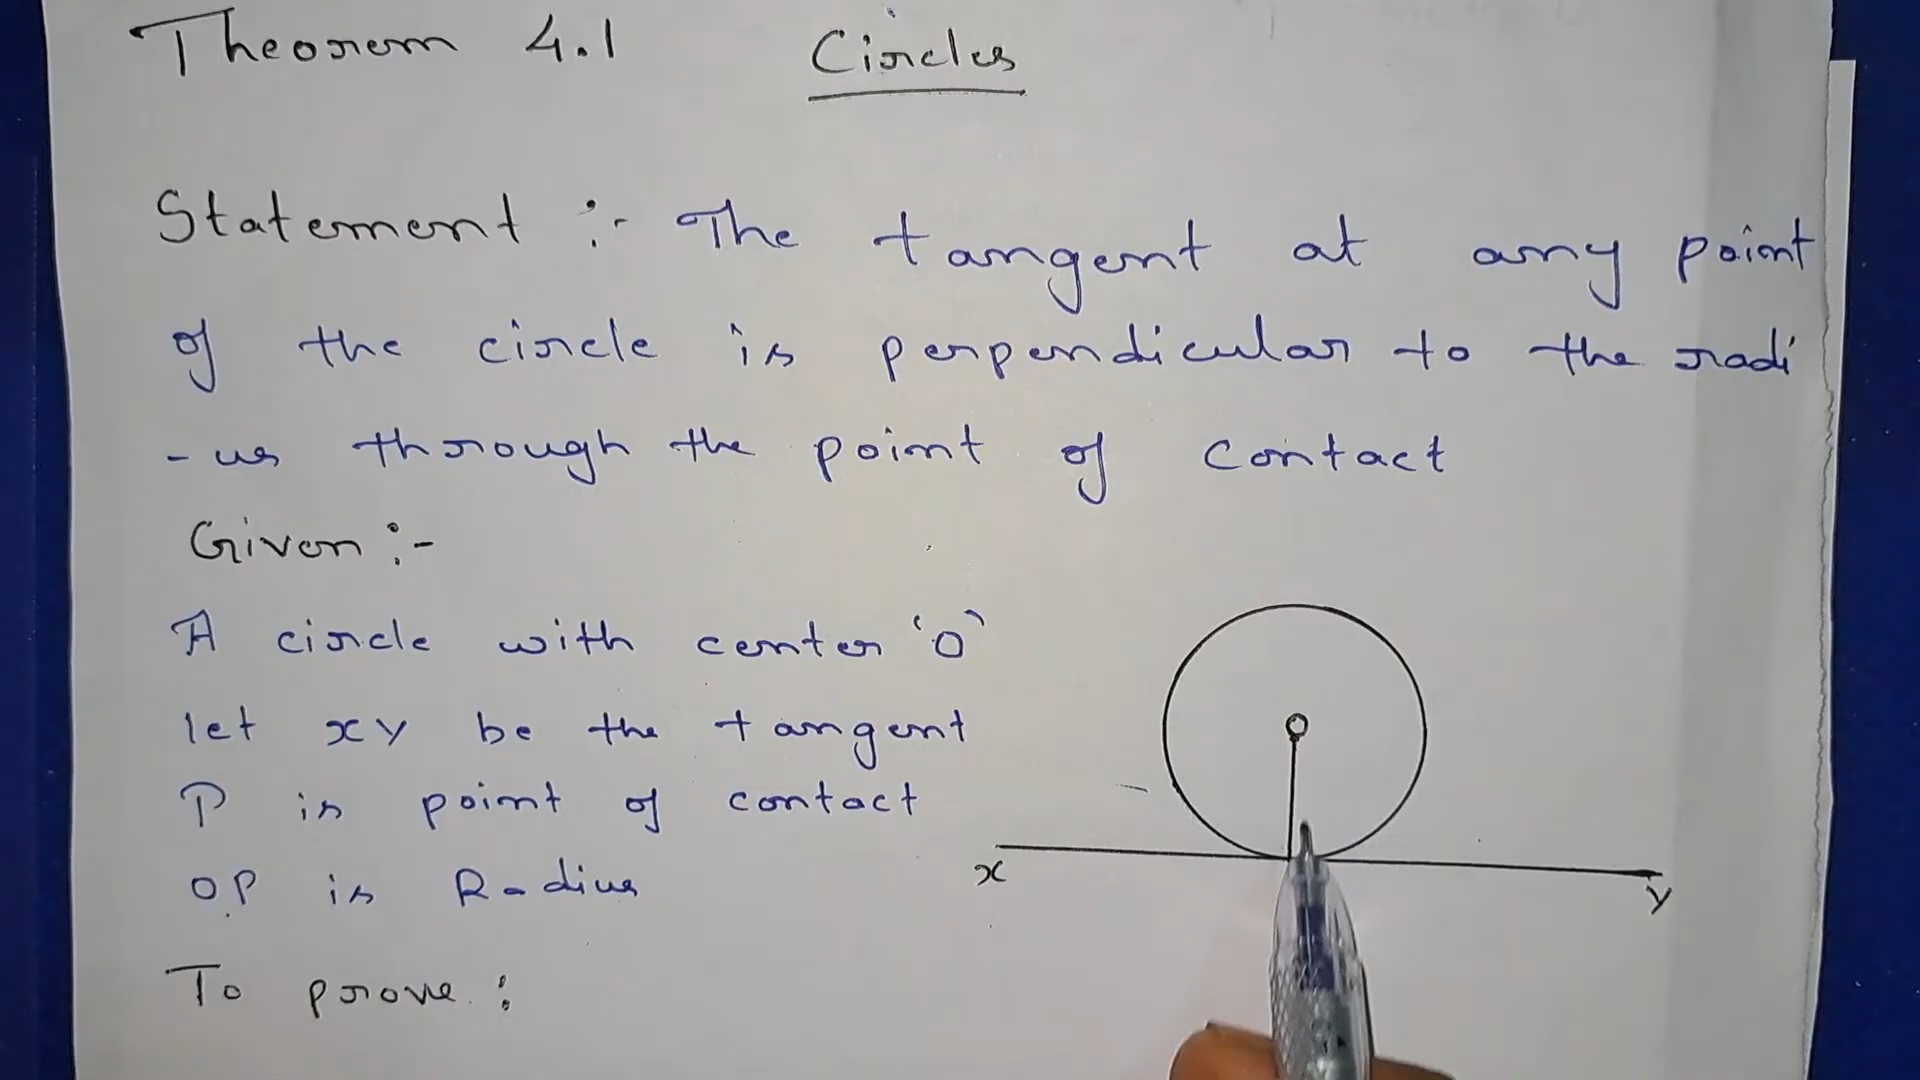 Theorem 4.1 Circles
Statement :- The tangent at any point
of the circle is perpendicular to the radi
-us through the point of contact
Given :-
A circle with center 'O'
let xy be the tangent
P is point of contact
OP is Radius
To prove :
O
x
y